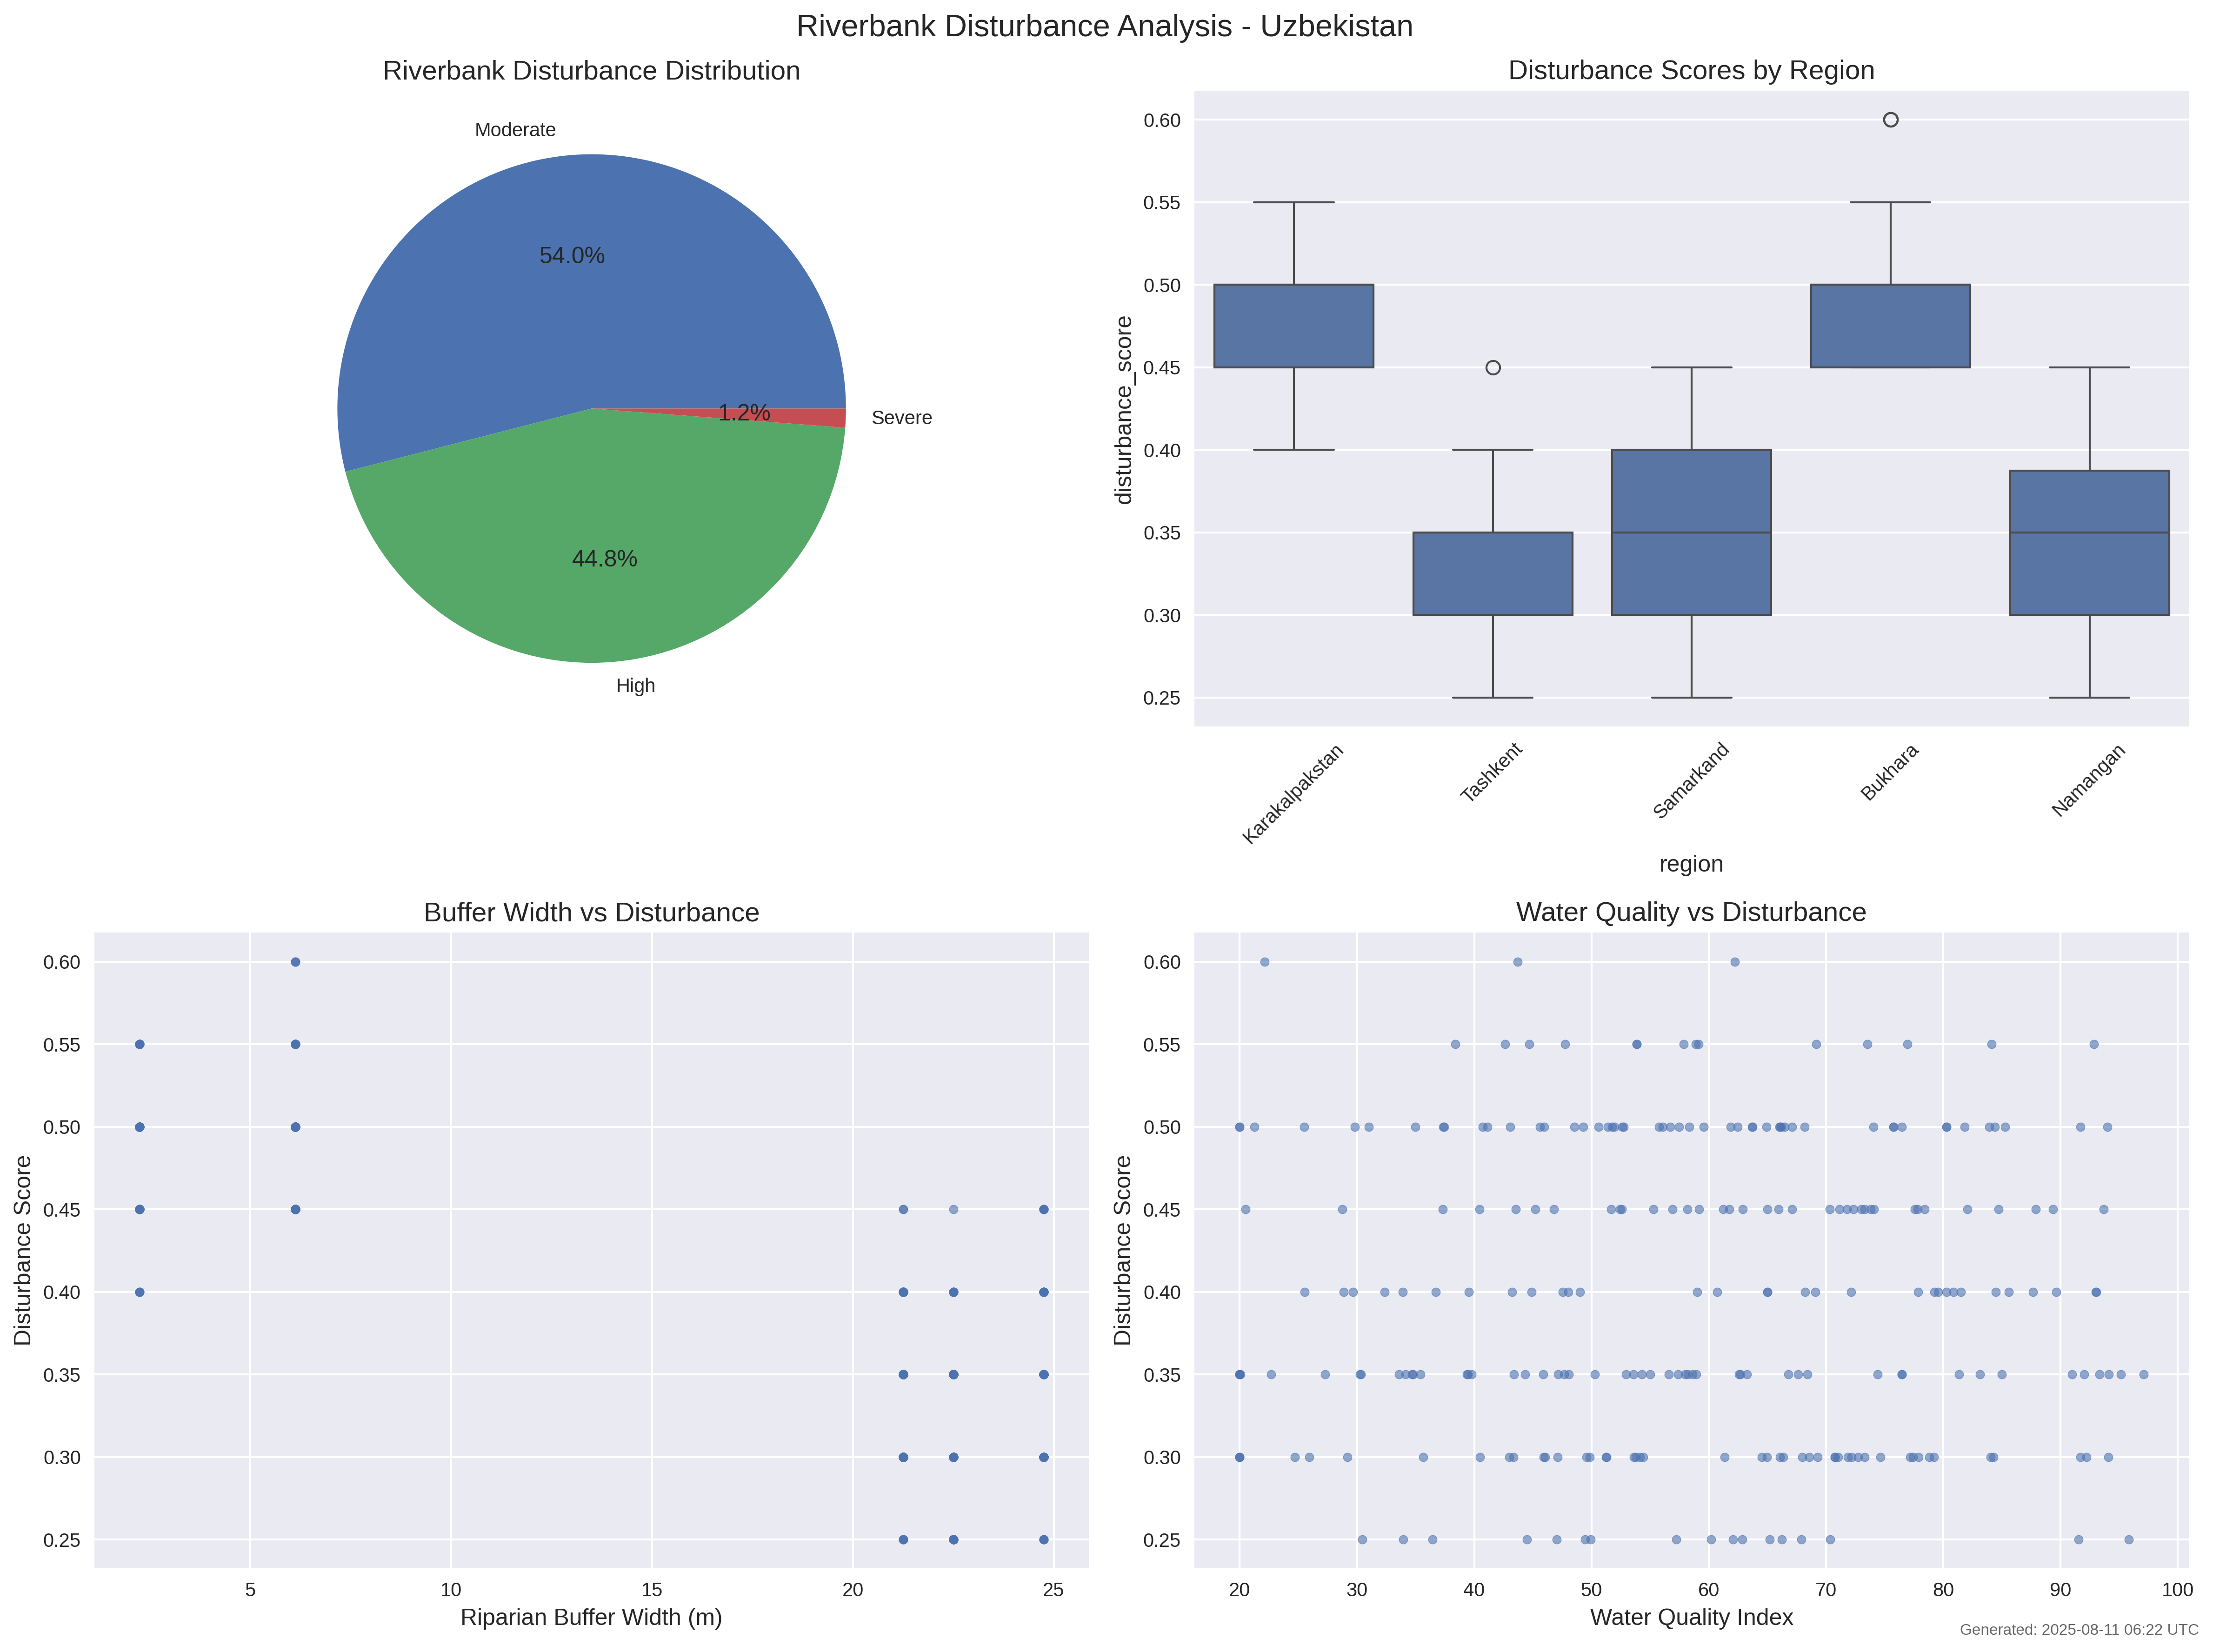 Riverbank Disturbance Analysis - Uzbekistan
Riverbank Disturbance Distribution
Moderate
54.0%
1.2%
Severe
44.8%
High
Disturbance Scores by Region
disturbance_score
0.60
0.55
0.50
0.45
0.40
0.35
0.30
0.25
Karakalpakstan
Tashkent
Samarkand
Bukhara
Namangan
region
Buffer Width vs Disturbance
Disturbance Score
0.60
0.55
0.50
0.45
0.40
0.35
0.30
0.25
5
10
15
20
25
Riparian Buffer Width (m)
Water Quality vs Disturbance
Disturbance Score
0.60
0.55
0.50
0.45
0.40
0.35
0.30
0.25
20
30
40
50
60
70
80
90
100
Water Quality Index
Generated: 2025-08-11 06:22 UTC